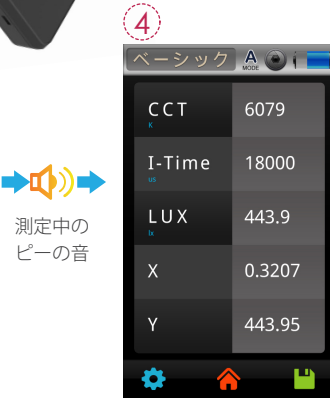 ④
ベーシック A MODE
CCT K 6079
I-Time us 18000
LUX lx 443.9
X 0.3207
Y 443.95
測定中の
ピーの音